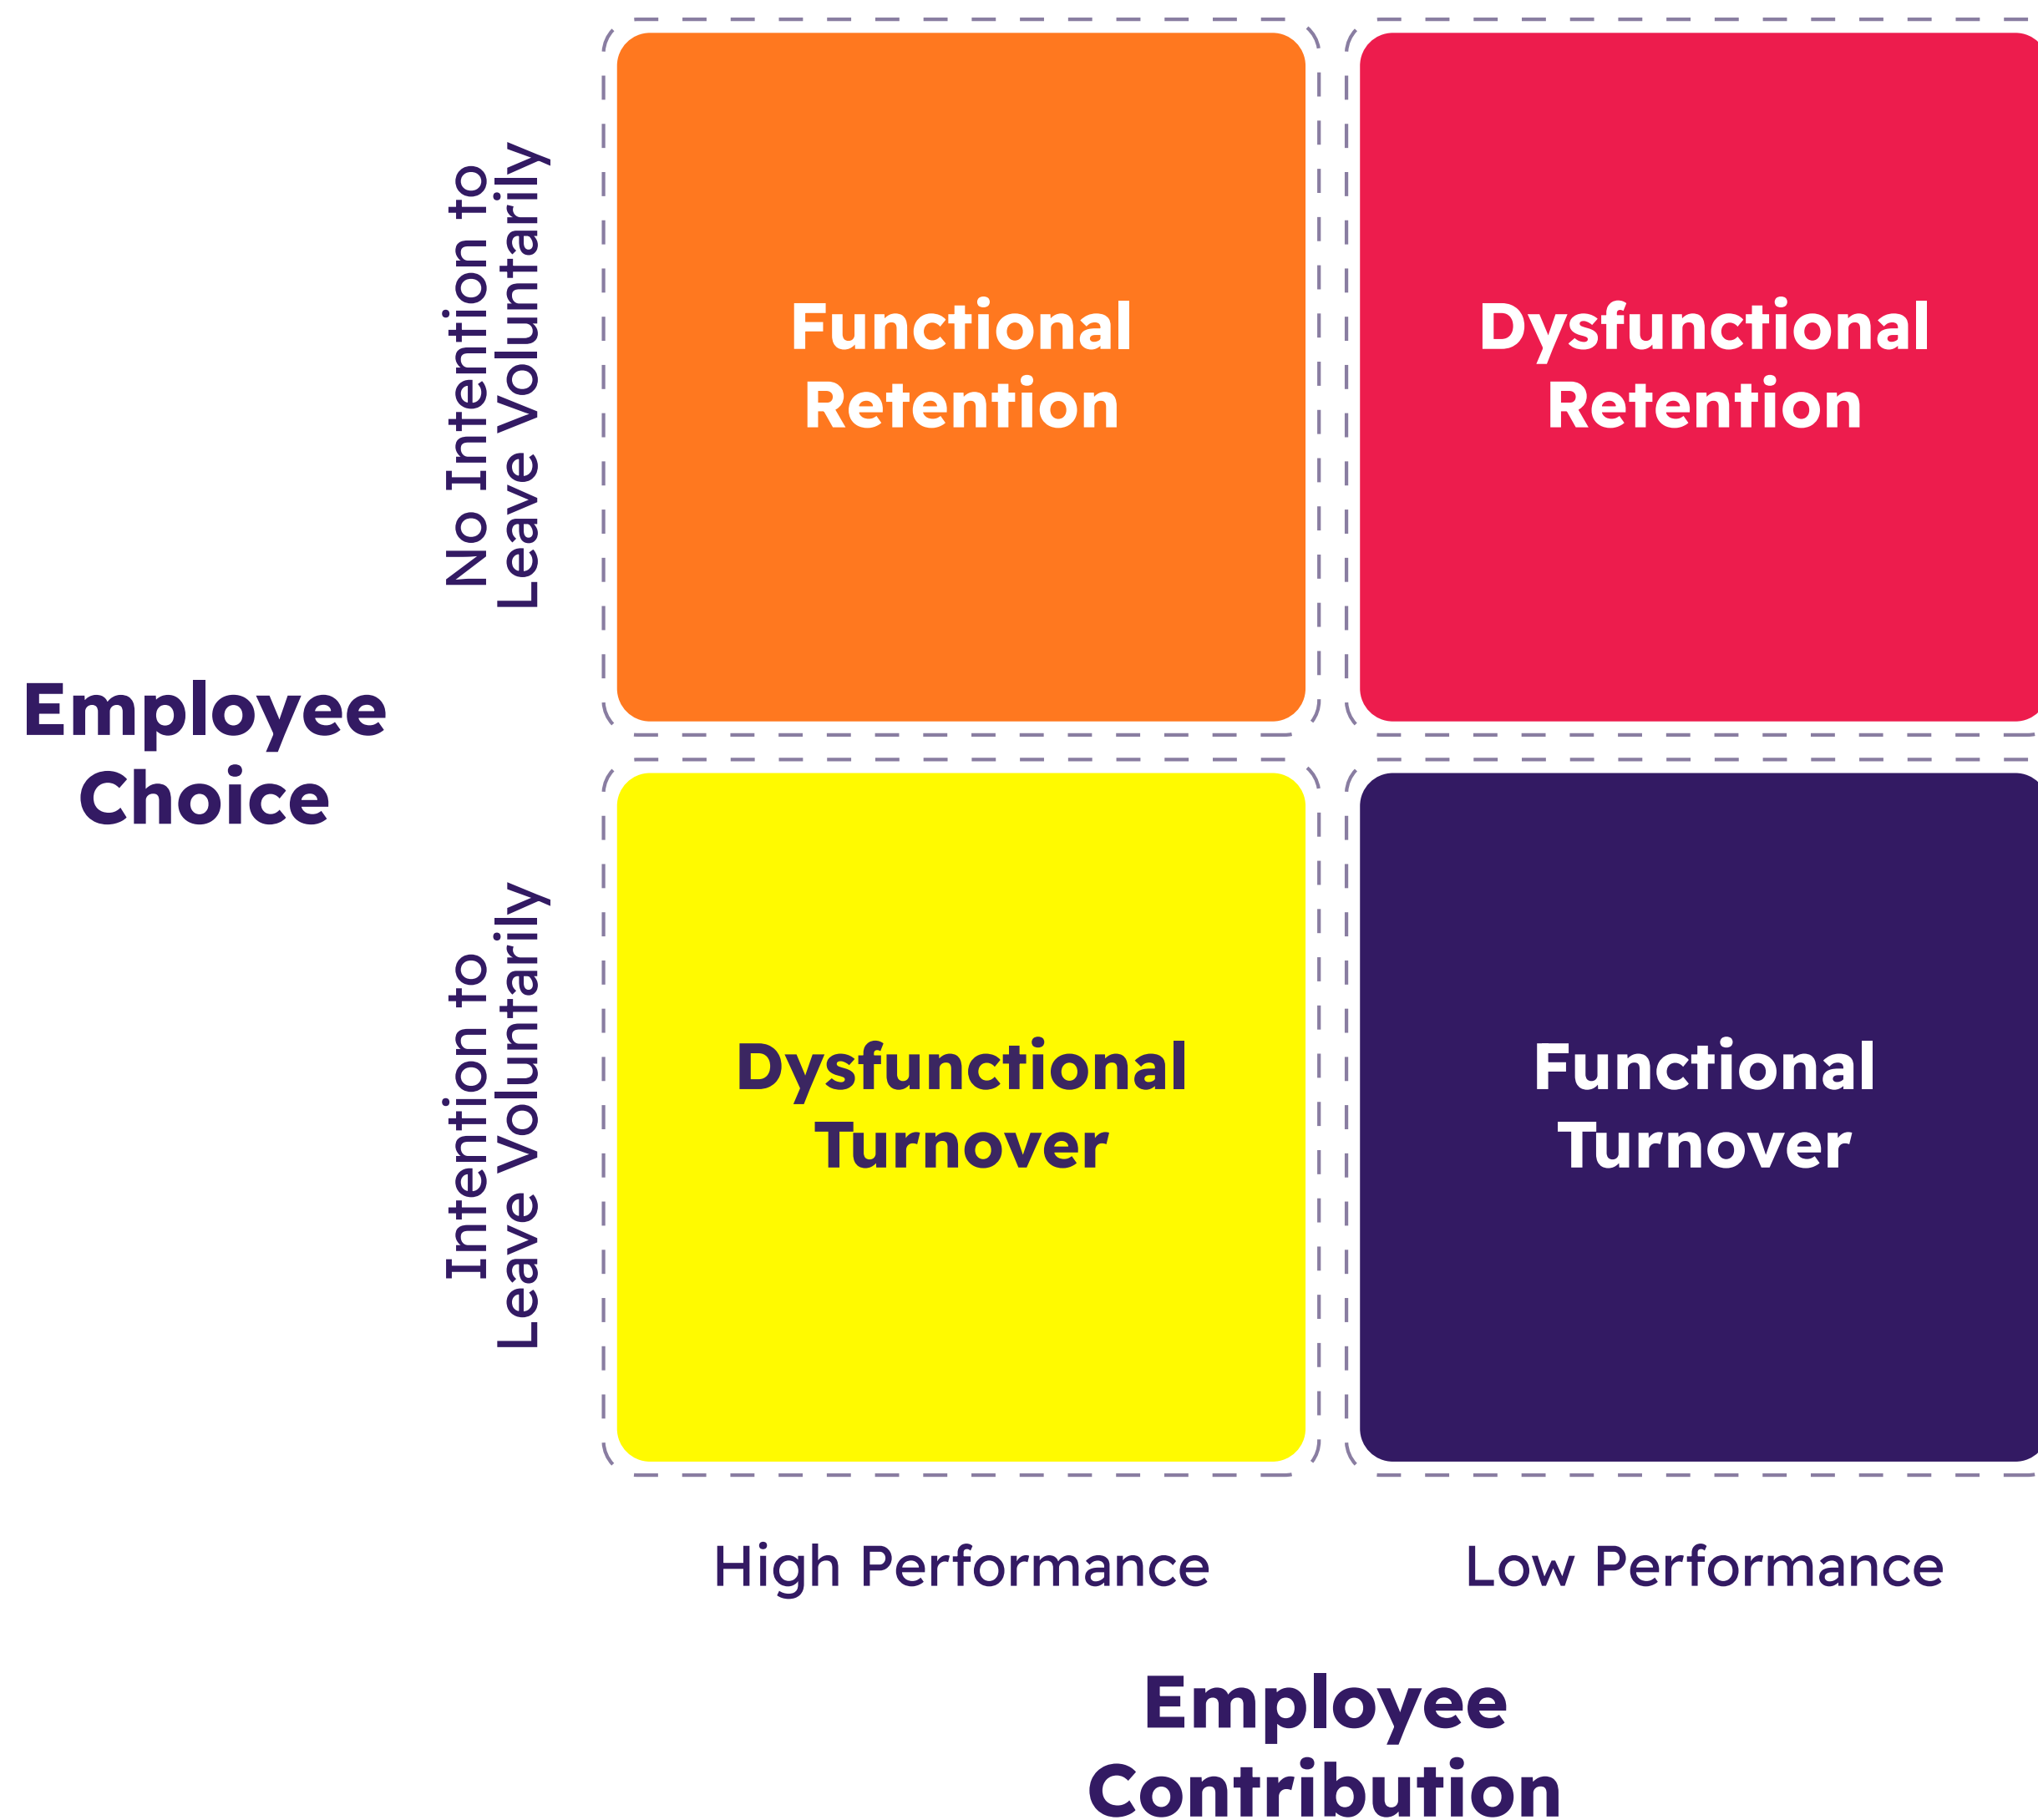 No Intention to
Leave Voluntarily
Functional
Retention
Dysfunctional
Retention
Employee
Choice
Intention to
Leave Voluntarily
Dysfunctional
Turnover
Functional
Turnover
High Performance
Low Performance
Employee
Contribution